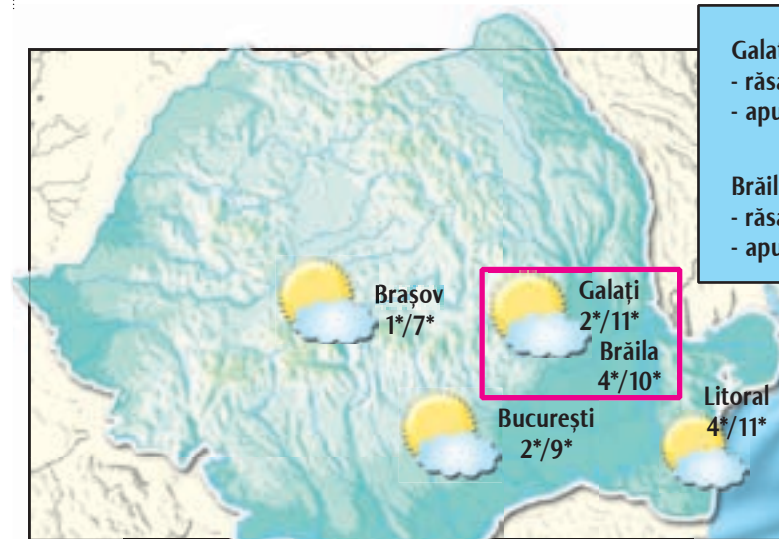 - 
- 
Brașov
1*/7*
Galați
2*/11*
Brăila
4*/10*
București
2*/9*
Litoral
4*/11*